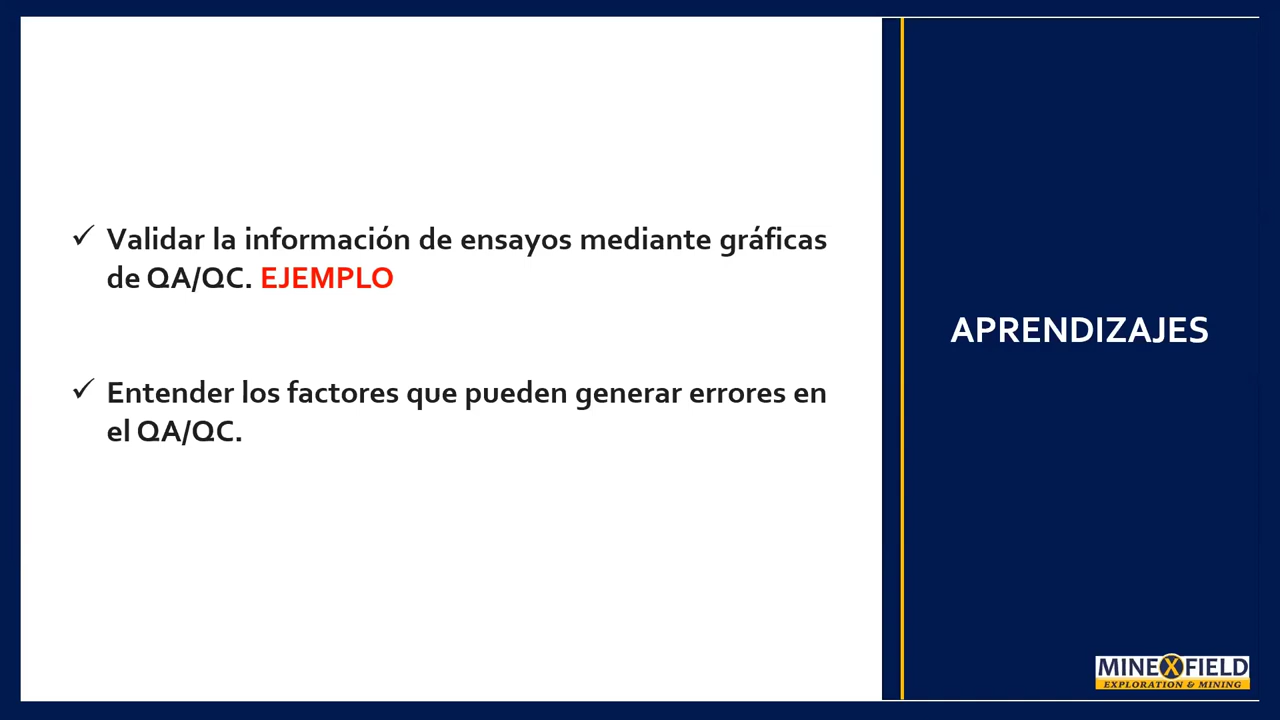 ✓ Validar la información de ensayos mediante gráficas
de QA/QC. EJEMPLO
✓ Entender los factores que pueden generar errores en
el QA/QC.
APRENDIZAJES
MINEXFIELD
EXPLORATION & MINING